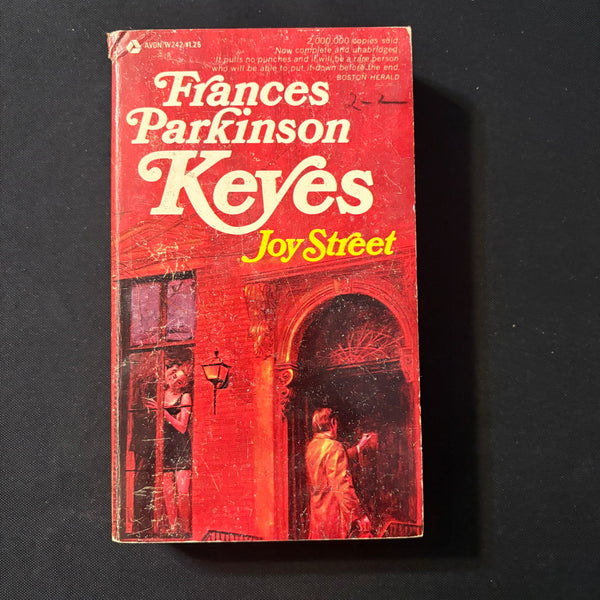 AVON W242 $1.25
2,000,000 copies sold.
Now complete and unabridged.
"It pulls no punches and it will be a rare person
who will be able to put it down before the end."
BOSTON HERALD
Frances
Parkinson
Keyes
Joy Street